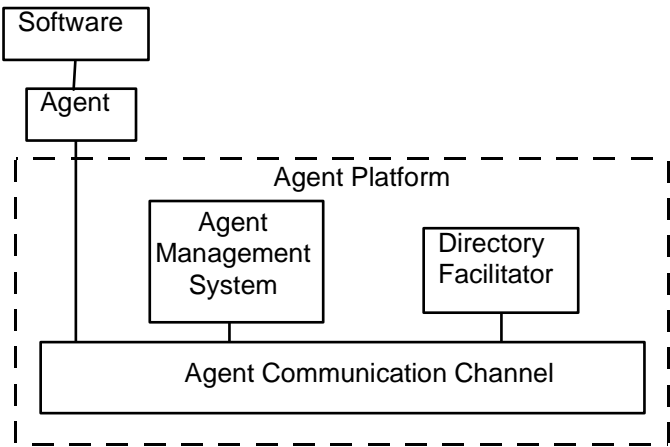 Software
Agent
Agent Platform
Agent
Management
System
Directory
Facilitator
Agent Communication Channel